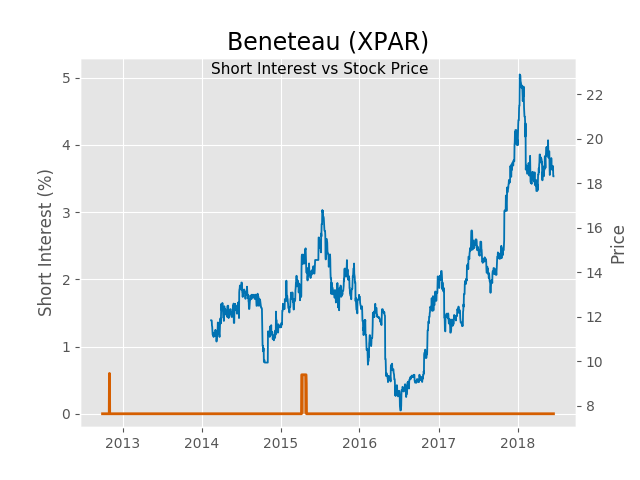 Beneteau (XPAR)
Short Interest vs Stock Price
Short Interest (%)
5
4
3
2
1
0
22
20
18
16
14
12
10
8
Price
2013 2014 2015 2016 2017 2018